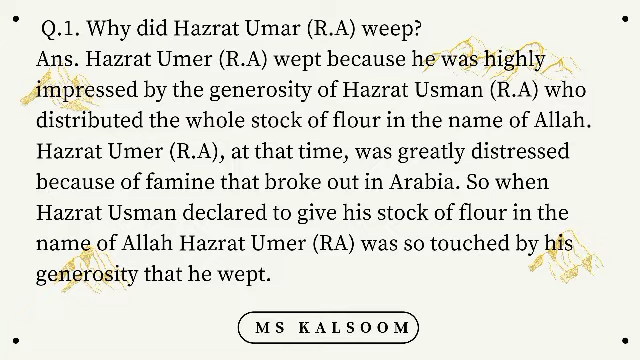 Q.1. Why did Hazrat Umar (R.A) weep?
Ans. Hazrat Umer (R.A) wept because he was highly
impressed by the generosity of Hazrat Usman (R.A) who
distributed the whole stock of flour in the name of Allah.
Hazrat Umer (R.A), at that time, was greatly distressed
because of famine that broke out in Arabia. So when
Hazrat Usman declared to give his stock of flour in the
name of Allah Hazrat Umer (RA) was so touched by his
generosity that he wept.
MS KALSOOM